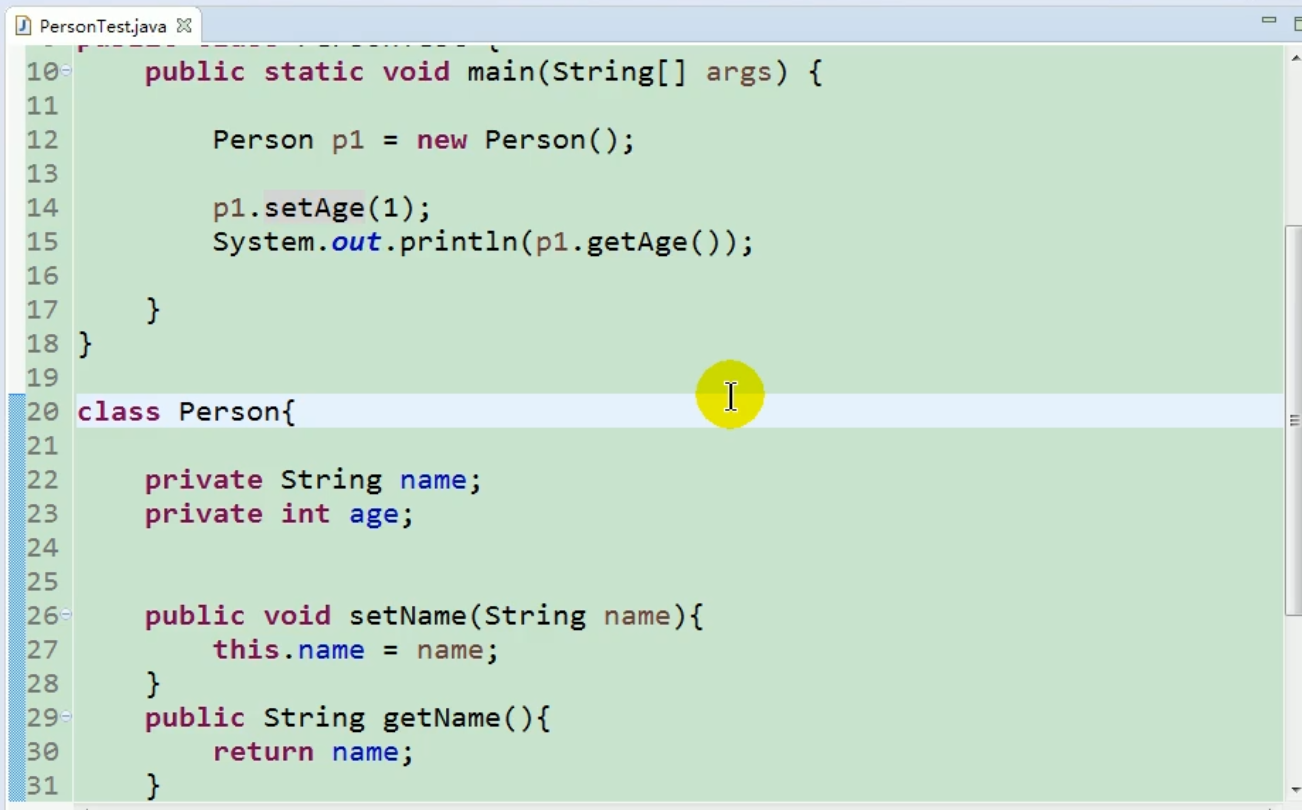 PersonTest.java
10 public static void main(String[] args) {
11
12 Person p1 = new Person();
13
14 p1.setAge(1);
15 System.out.println(p1.getAge());
16
17 }
18 }
19
20 class Person{
21
22 private String name;
23 private int age;
24
25
26 public void setName(String name){
27 this.name = name;
28 }
29 public String getName(){
30 return name;
31 }